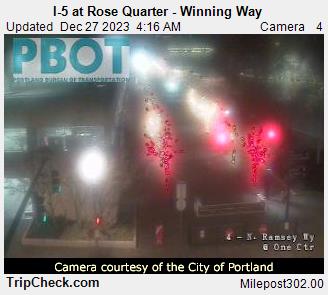 I-5 at Rose Quarter - Winning Way
Updated Dec 27 2023 4:16 AM Camera 4
PBOT
PORTLAND BUREAU OF TRANSPORTATION
4 - N. Ramsey Wy
@ One Ctr
Camera courtesy of the City of Portland
TripCheck.com Milepost302.00